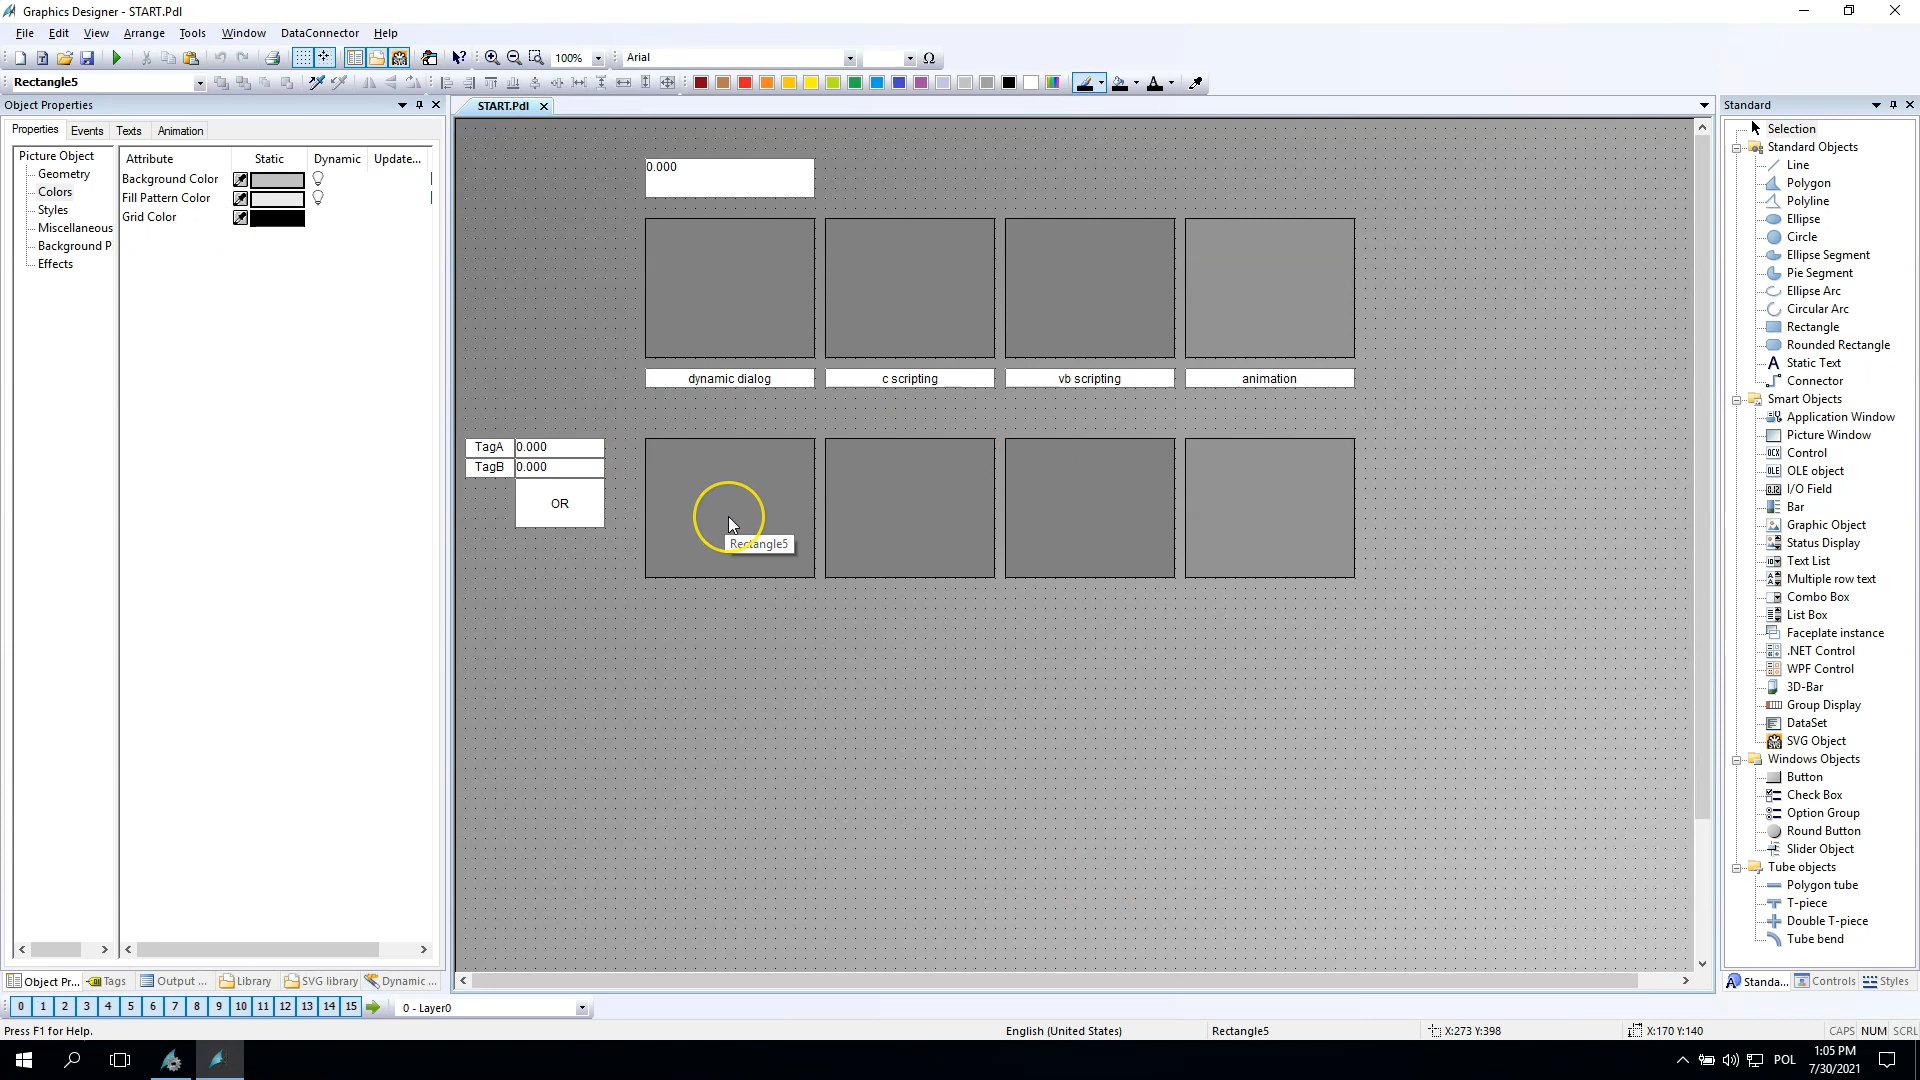 Graphics Designer - START.Pdl
File Edit View Arrange Tools Window DataConnector Help
100% Arial Ω
Rectangle5
Object Properties
START.Pdl
Standard
Properties Events Texts Animation
Picture Object
Geometry
Colors
Styles
Miscellaneous
Background P
Effects
Attribute Static Dynamic Update...
Background Color
Fill Pattern Color
Grid Color
0.000
dynamic dialog c scripting vb scripting animation
TagA 0.000
TagB 0.000
OR
Rectangle5
Selection
Standard Objects
Line
Polygon
Polyline
Ellipse
Circle
Ellipse Segment
Pie Segment
Ellipse Arc
Circular Arc
Rectangle
Rounded Rectangle
Static Text
Connector
Smart Objects
Application Window
Picture Window
Control
OLE object
I/O Field
Bar
Graphic Object
Status Display
Text List
Multiple row text
Combo Box
List Box
Faceplate instance
.NET Control
WPF Control
3D-Bar
Group Display
DataSet
SVG Object
Windows Objects
Button
Check Box
Option Group
Round Button
Slider Object
Tube objects
Polygon tube
T-piece
Double T-piece
Tube bend
Object Pr... Tags Output ... Library SVG library Dynamic ...
Standa... Controls Styles
0 1 2 3 4 5 6 7 8 9 10 11 12 13 14 15 0 - Layer0
Press F1 for Help. English (United States) Rectangle5 X:273 Y:398 X:170 Y:140 CAPS NUM SCRL
POL
1:05 PM
7/30/2021